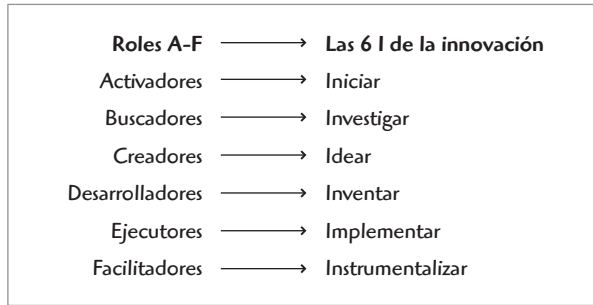 Roles A-F ⟶ Las 6 I de la innovación
Activadores ⟶ Iniciar
Buscadores ⟶ Investigar
Creadores ⟶ Idear
Desarrolladores ⟶ Inventar
Ejecutores ⟶ Implementar
Facilitadores ⟶ Instrumentalizar